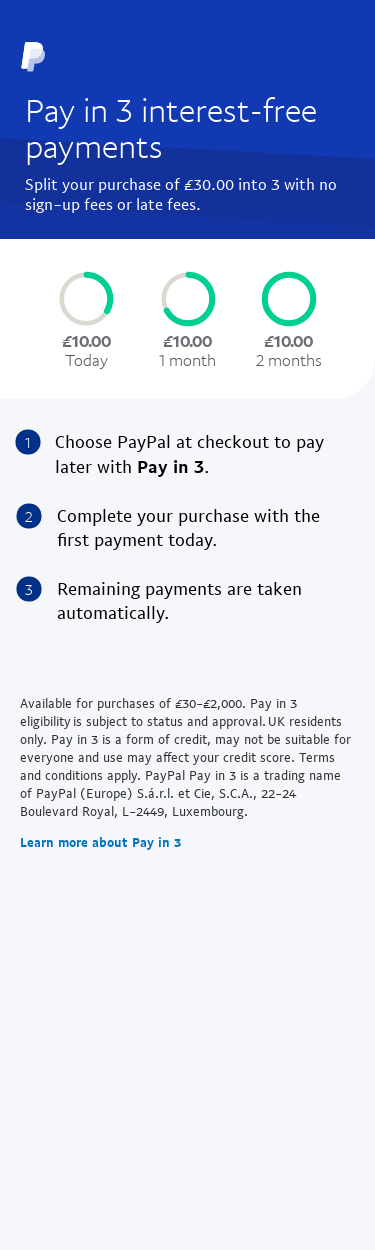 Pay in 3 interest-free
payments
Split your purchase of £30.00 into 3 with no
sign-up fees or late fees.
£10.00 £10.00 £10.00
Today 1 month 2 months
1 Choose PayPal at checkout to pay
later with Pay in 3.
2 Complete your purchase with the
first payment today.
3 Remaining payments are taken
automatically.
Available for purchases of £30-£2,000. Pay in 3
eligibility is subject to status and approval. UK residents
only. Pay in 3 is a form of credit, may not be suitable for
everyone and use may affect your credit score. Terms
and conditions apply. PayPal Pay in 3 is a trading name
of PayPal (Europe) S.á.r.l. et Cie, S.C.A., 22-24
Boulevard Royal, L-2449, Luxembourg.
Learn more about Pay in 3